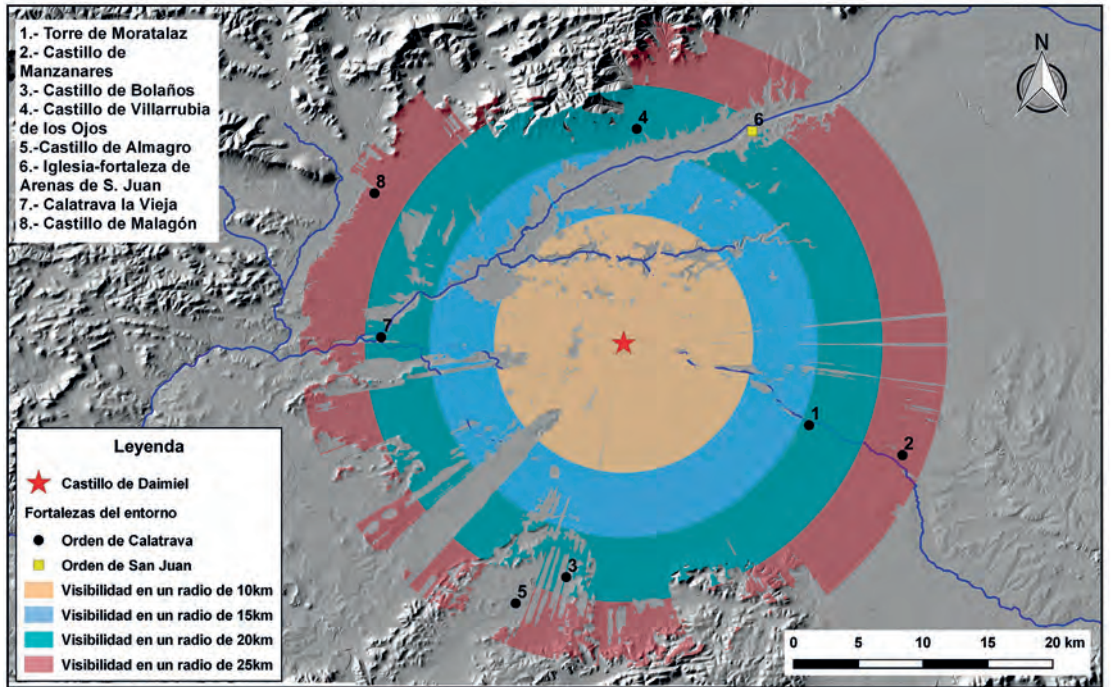 1.- Torre de Moratalaz
2.- Castillo de
Manzanares
3.- Castillo de Bolaños
4.- Castillo de Villarrubia
de los Ojos
5.-Castillo de Almagro
6.- Iglesia-fortaleza de
Arenas de S. Juan
7.- Calatrava la Vieja
8.- Castillo de Malagón
N
4
6
8
7
1
2
3
5
Leyenda
Castillo de Daimiel
Fortalezas del entorno
Orden de Calatrava
Orden de San Juan
Visibilidad en un radio de 10km
Visibilidad en un radio de 15km
Visibilidad en un radio de 20km
Visibilidad en un radio de 25km
0 5 10 15 20 km